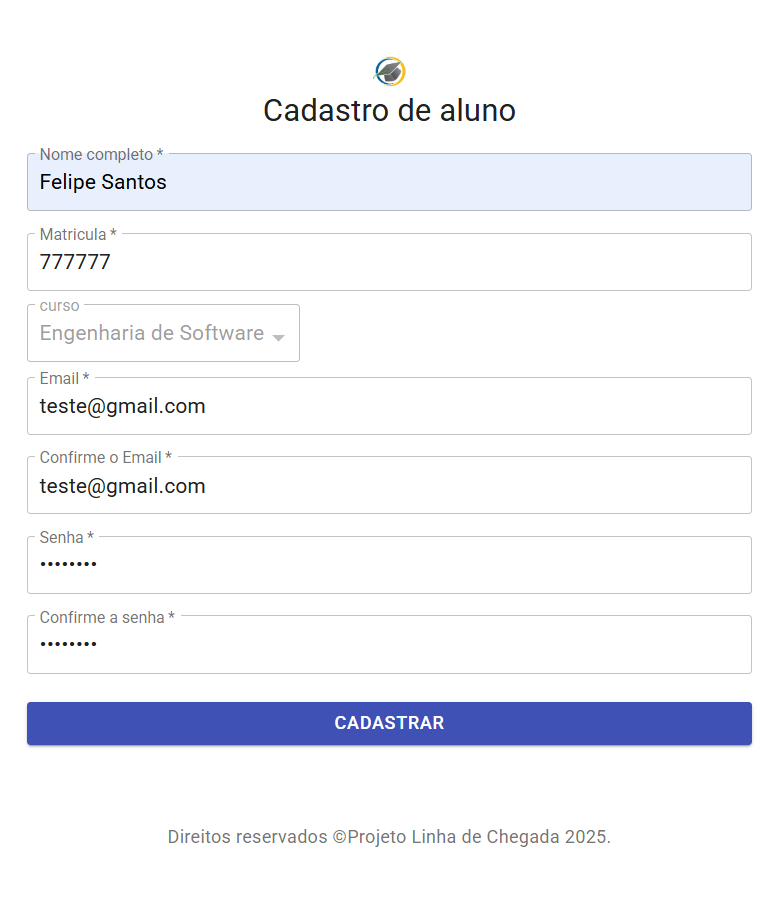 Cadastro de aluno
Nome completo *
Felipe Santos
Matricula *
777777
curso
Engenharia de Software
Email *
teste@gmail.com
Confirme o Email *
teste@gmail.com
Senha *
••••••••
Confirme a senha *
••••••••
CADASTRAR
Direitos reservados ©Projeto Linha de Chegada 2025.